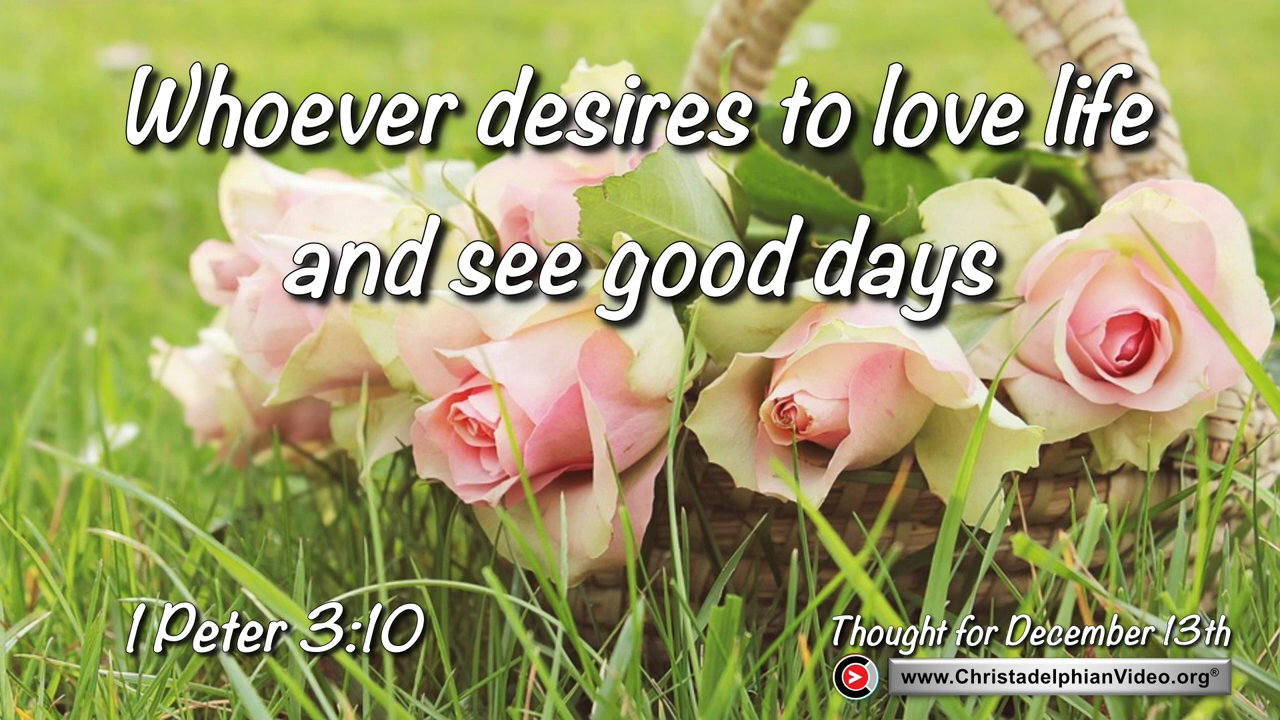 Whoever desires to love life
and see good days
1 Peter 3:10
Thought for December 13th
www.ChristadelphianVideo.org®